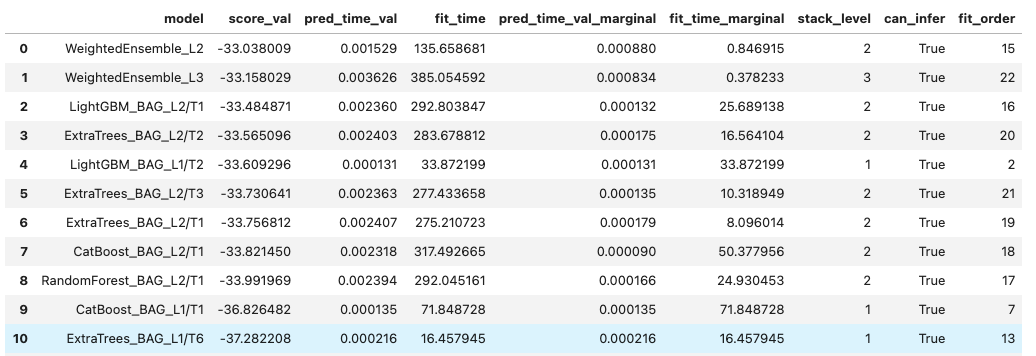 model score_val pred_time_val fit_time pred_time_val_marginal fit_time_marginal stack_level can_infer fit_order
0 WeightedEnsemble_L2 -33.038009 0.001529 135.658681 0.000880 0.846915 2 True 15
1 WeightedEnsemble_L3 -33.158029 0.003626 385.054592 0.000834 0.378233 3 True 22
2 LightGBM_BAG_L2/T1 -33.484871 0.002360 292.803847 0.000132 25.689138 2 True 16
3 ExtraTrees_BAG_L2/T2 -33.565096 0.002403 283.678812 0.000175 16.564104 2 True 20
4 LightGBM_BAG_L1/T2 -33.609296 0.000131 33.872199 0.000131 33.872199 1 True 2
5 ExtraTrees_BAG_L2/T3 -33.730641 0.002363 277.433658 0.000135 10.318949 2 True 21
6 ExtraTrees_BAG_L2/T1 -33.756812 0.002407 275.210723 0.000179 8.096014 2 True 19
7 CatBoost_BAG_L2/T1 -33.821450 0.002318 317.492665 0.000090 50.377956 2 True 18
8 RandomForest_BAG_L2/T1 -33.991969 0.002394 292.045161 0.000166 24.930453 2 True 17
9 CatBoost_BAG_L1/T1 -36.826482 0.000135 71.848728 0.000135 71.848728 1 True 7
10 ExtraTrees_BAG_L1/T6 -37.282208 0.000216 16.457945 0.000216 16.457945 1 True 13